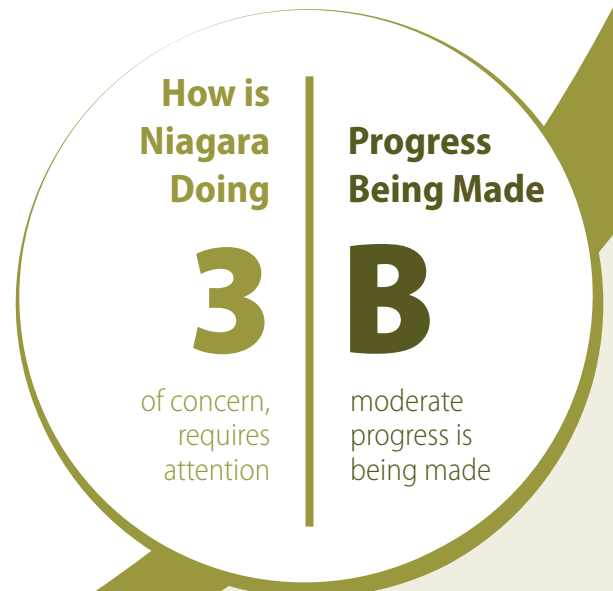 How is
Niagara
Doing
3
of concern,
requires
attention
Progress
Being Made
B
moderate
progress is
being made